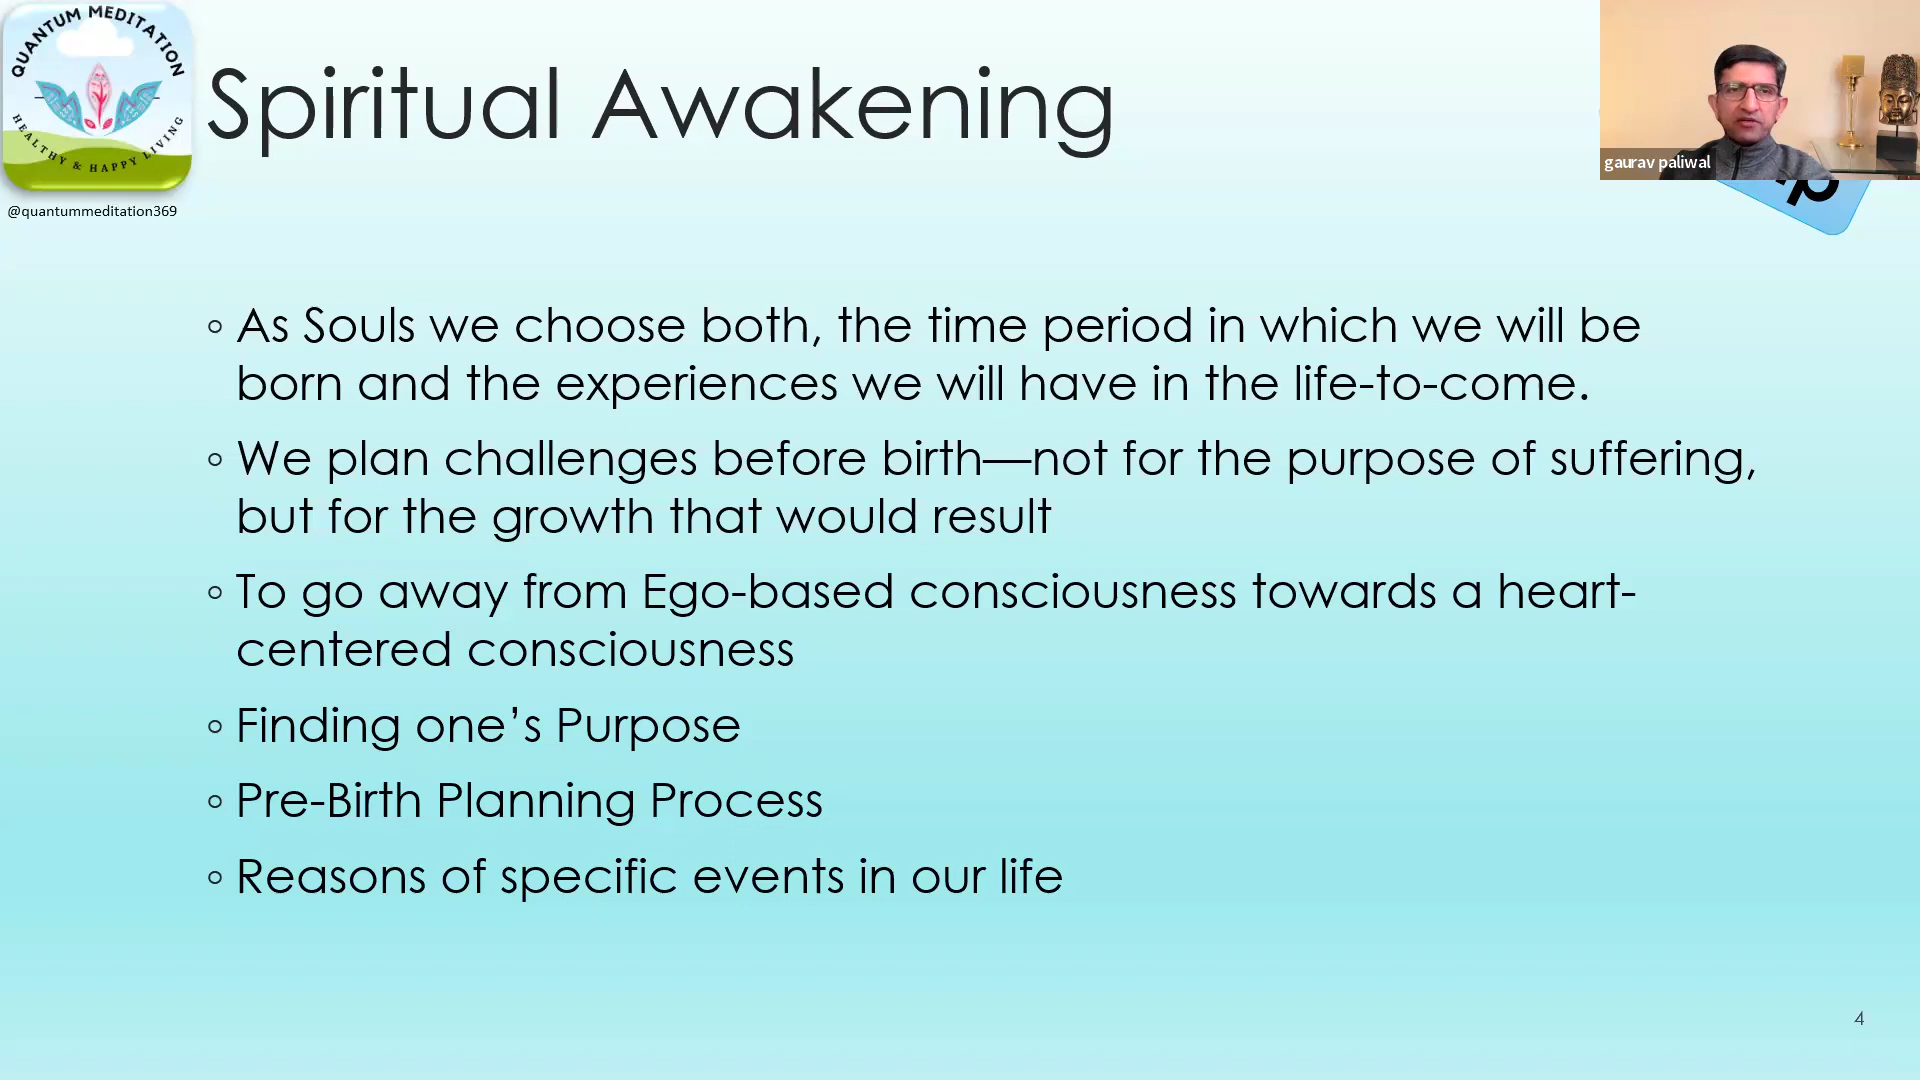 QUANTUM MEDITATION
HEALTHY & HAPPY LIVING
@quantummeditation369
Spiritual Awakening
gaurav paliwal
◦ As Souls we choose both, the time period in which we will be
born and the experiences we will have in the life-to-come.
◦ We plan challenges before birth—not for the purpose of suffering,
but for the growth that would result
◦ To go away from Ego-based consciousness towards a heart-
centered consciousness
◦ Finding one’s Purpose
◦ Pre-Birth Planning Process
◦ Reasons of specific events in our life
4